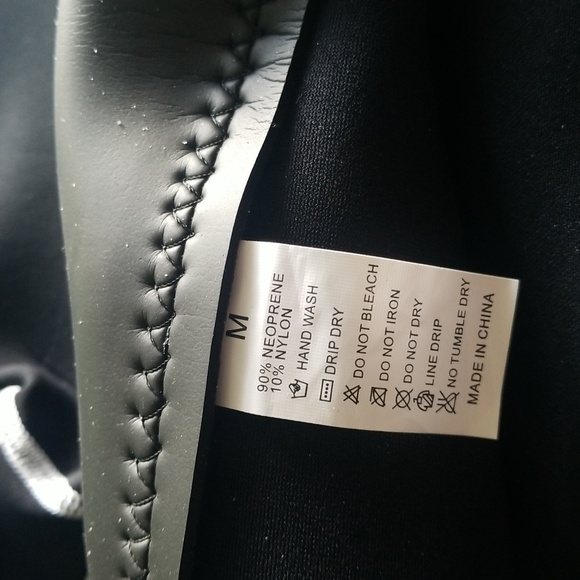 M
90% NEOPRENE
10% NYLON
HAND WASH
DRIP DRY
DO NOT BLEACH
DO NOT IRON
DO NOT DRY
LINE DRIP
NO TUMBLE DRY
MADE IN CHINA